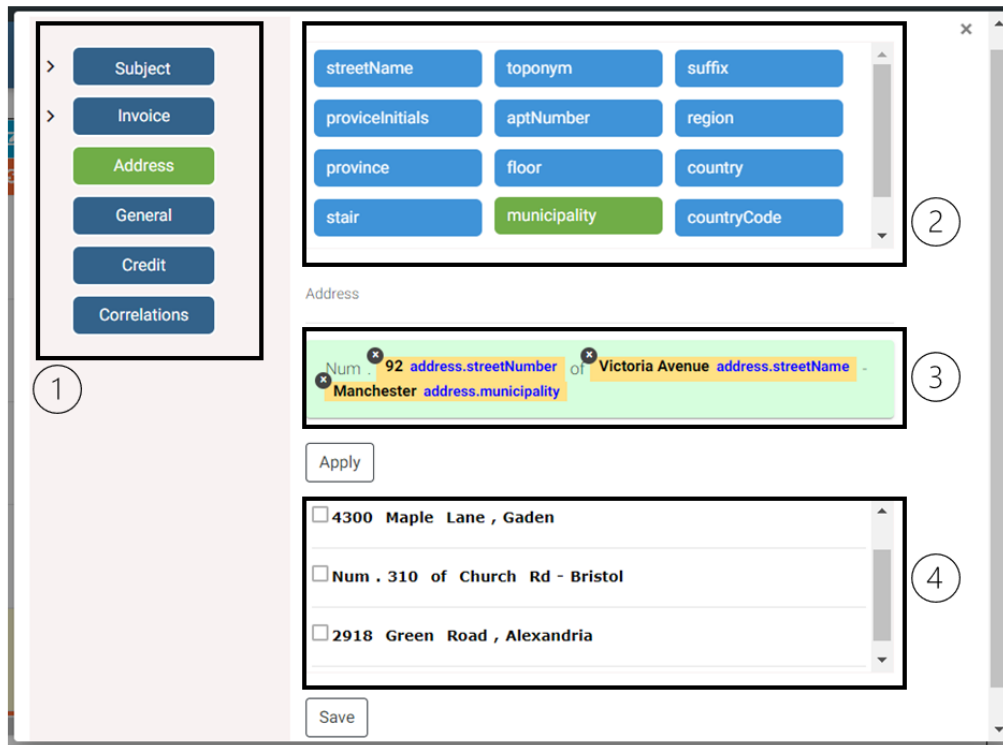 ×
Subject
Invoice
Address
General
Credit
Correlations
1
streetName toponym suffix
proviceInitials aptNumber region
province floor country
stair municipality countryCode
2
Address
Num . 92 address.streetNumber of Victoria Avenue address.streetName -
Manchester address.municipality
3
Apply
4300 Maple Lane , Gaden
Num . 310 of Church Rd - Bristol
2918 Green Road , Alexandria
4
Save